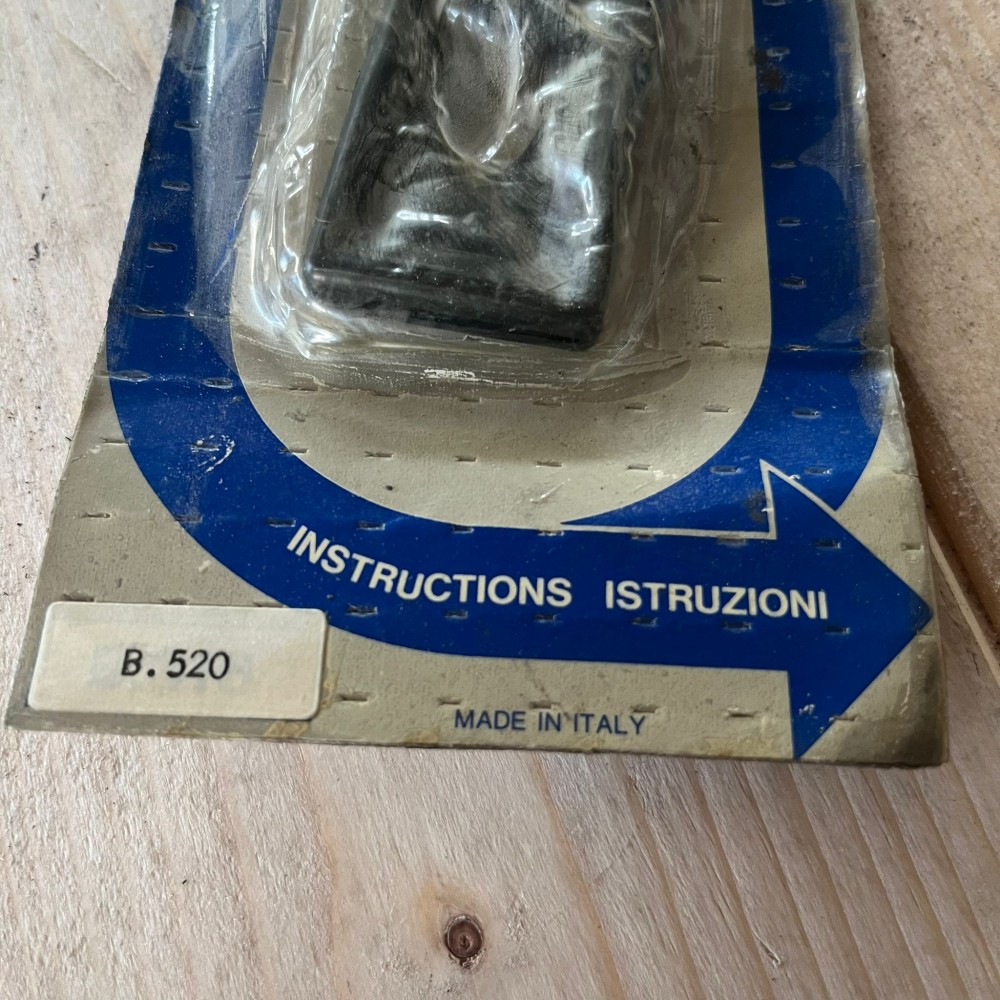 INSTRUCTIONS ISTRUZIONI
B. 520
MADE IN ITALY